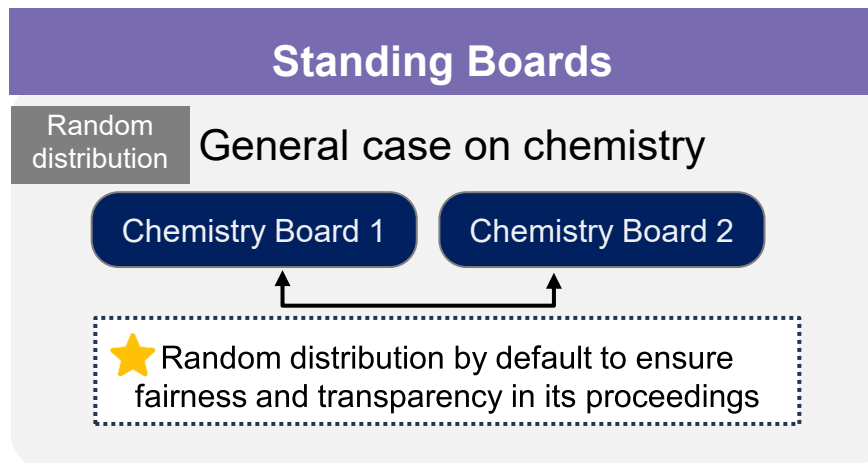 Standing Boards
Random
distribution
General case on chemistry
Chemistry Board 1
Chemistry Board 2
Random distribution by default to ensure
fairness and transparency in its proceedings